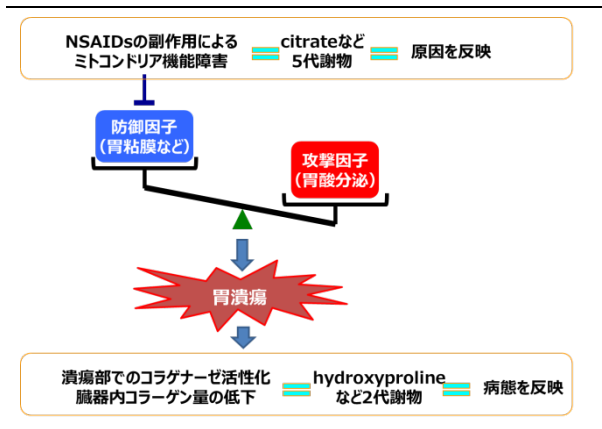 NSAIDsの副作用による
ミトコンドリア機能障害
citrateなど
5代謝物
原因を反映
防御因子
(胃粘膜など)
攻撃因子
(胃酸分泌)
胃潰瘍
潰瘍部でのコラゲナーゼ活性化
臓器内コラーゲン量の低下
hydroxyproline
など2代謝物
病態を反映